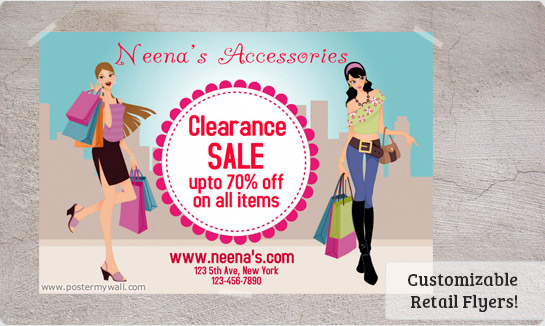 Neena's Accessories
Clearance
SALE
upto 70% off
on all items
www.neena's.com
123 5th Ave, New York
123-456-7890
www.postermywall.com
Customizable
Retail Flyers!